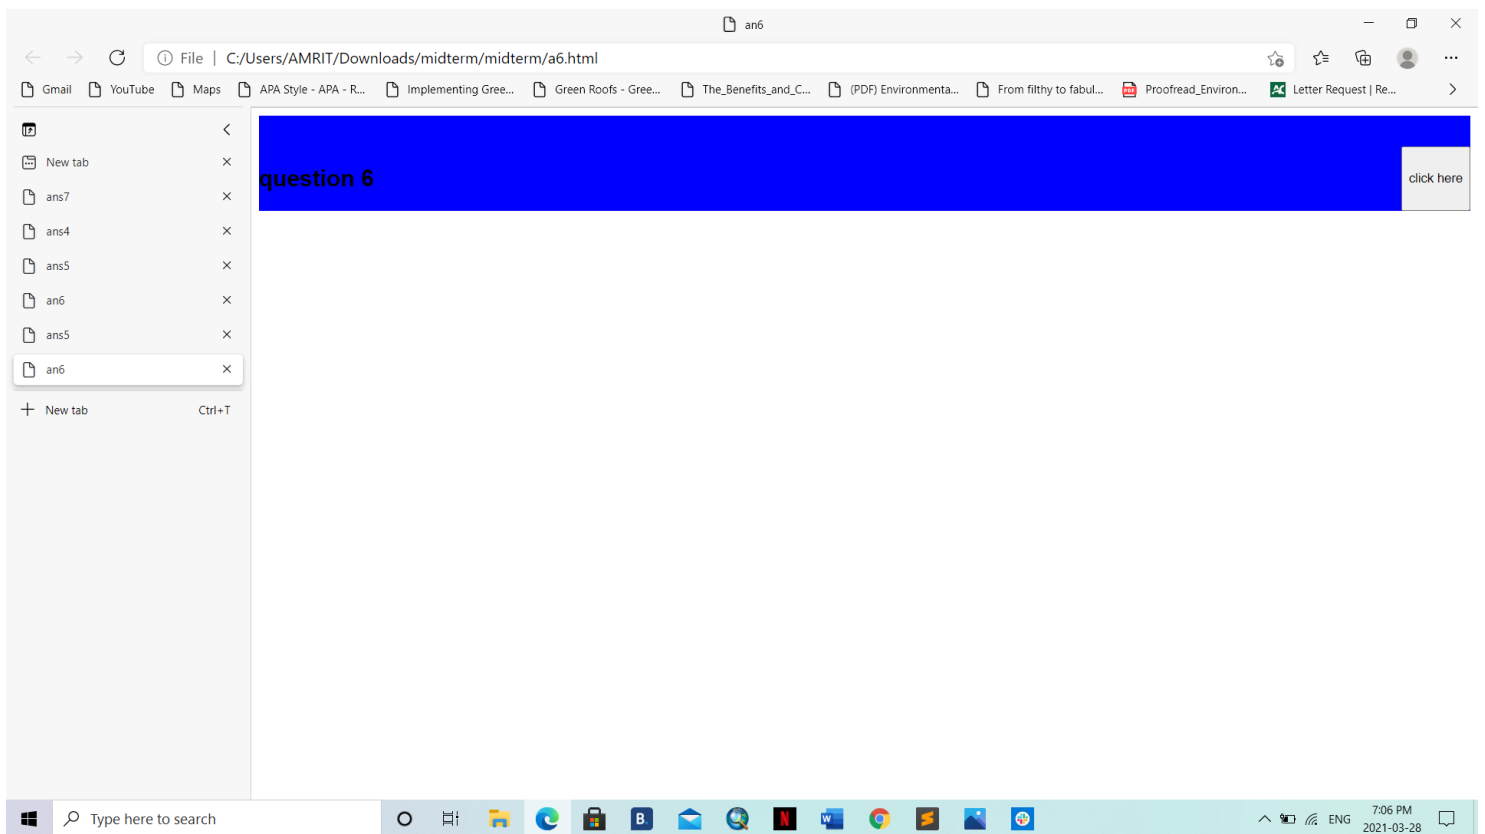 an6
File | C:/Users/AMRIT/Downloads/midterm/midterm/a6.html
Gmail YouTube Maps APA Style - APA - R... Implementing Gree... Green Roofs - Gree... The_Benefits_and_C... (PDF) Environmenta... From filthy to fabul... Proofread_Environ... Letter Request | Re...
New tab
ans7
ans4
ans5
an6
ans5
an6
New tab Ctrl+T
question 6
click here
Type here to search
ENG
7:06 PM
2021-03-28